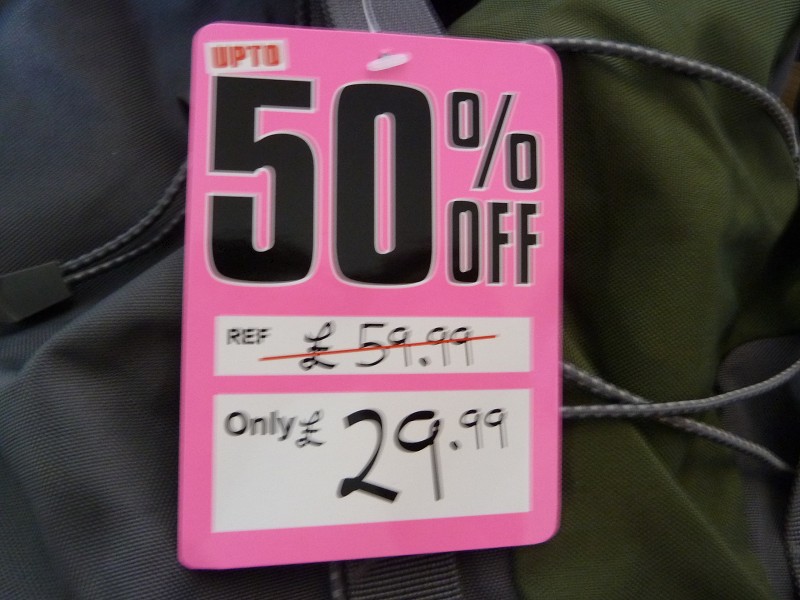 UPTO
50%
OFF
REF £59.99
Only £29.99